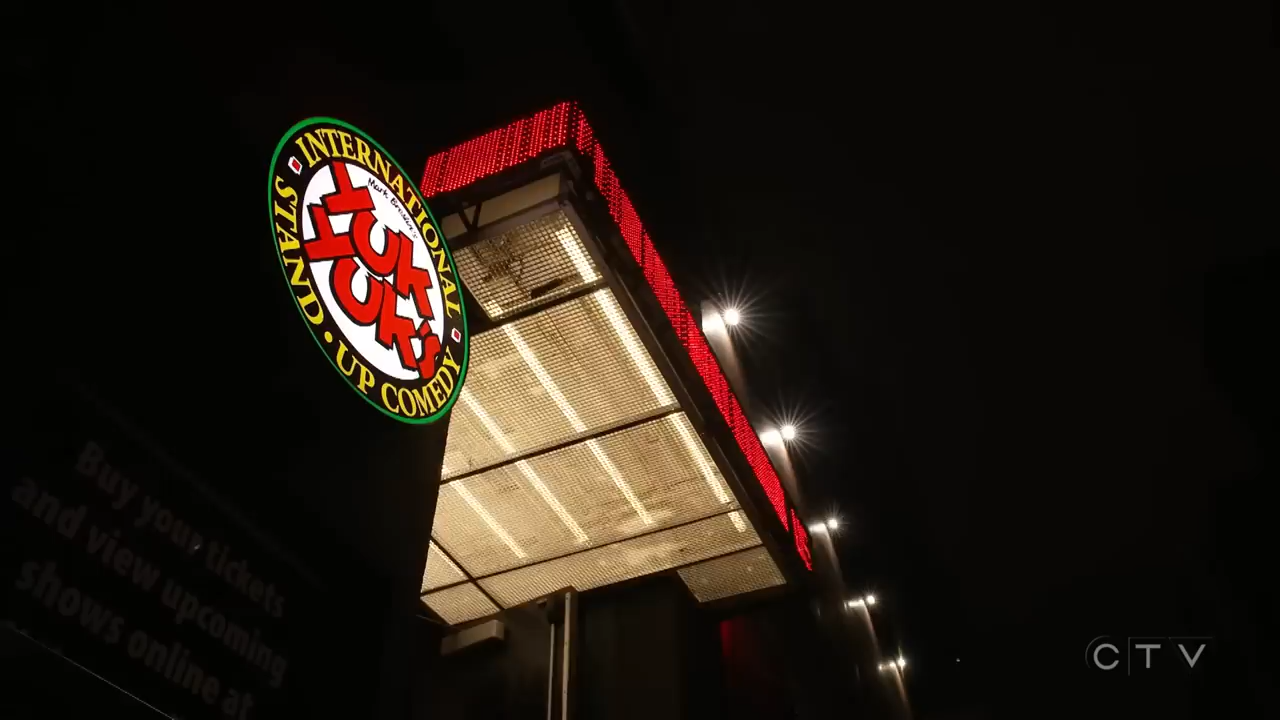 INTERNATIONAL
Mark Breslin's
YUK
YUK's
STAND • UP COMEDY
Buy your tickets
and view upcoming
shows online at
CTV